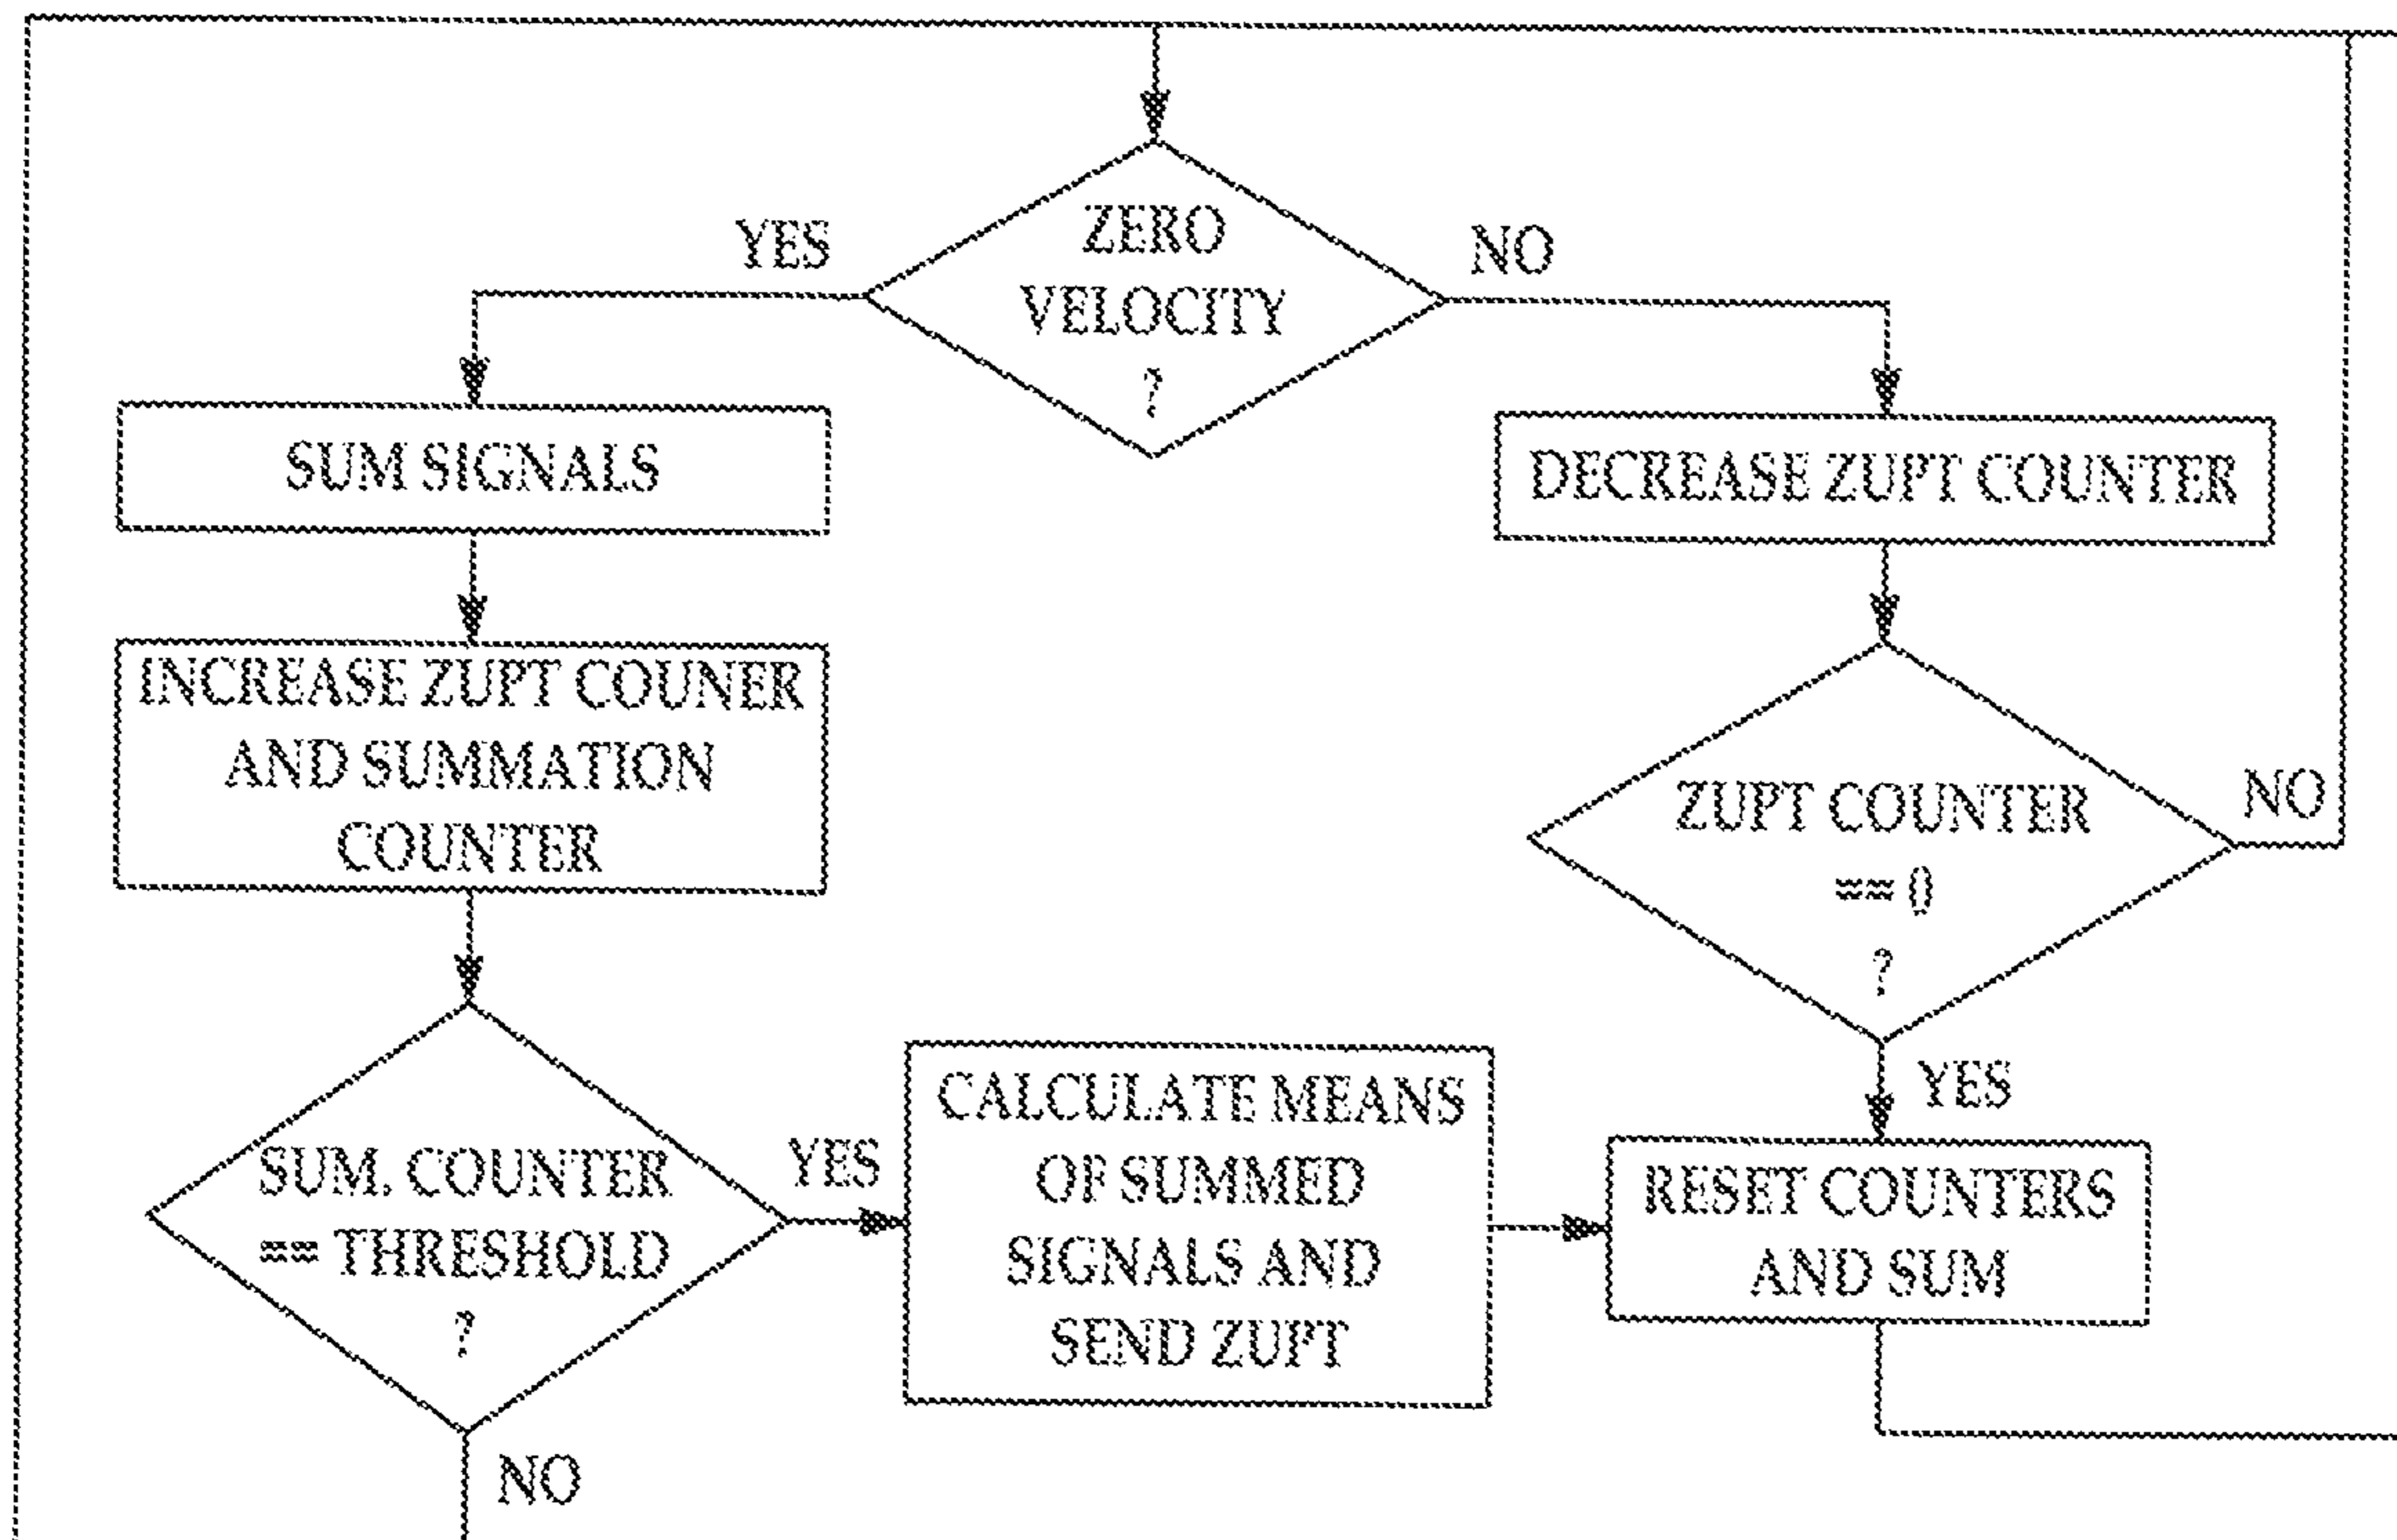 ZERO
VELOCITY
?
YES
NO
SUM SIGNALS
DECREASE ZUPT COUNTER
INCREASE ZUPT COUNER
AND SUMMATION
COUNTER
ZUPT COUNTER
== 0
?
NO
YES
SUM. COUNTER
== THRESHOLD
?
YES
NO
CALCULATE MEANS
OF SUMMED
SIGNALS AND
SEND ZUPT
RESET COUNTERS
AND SUM